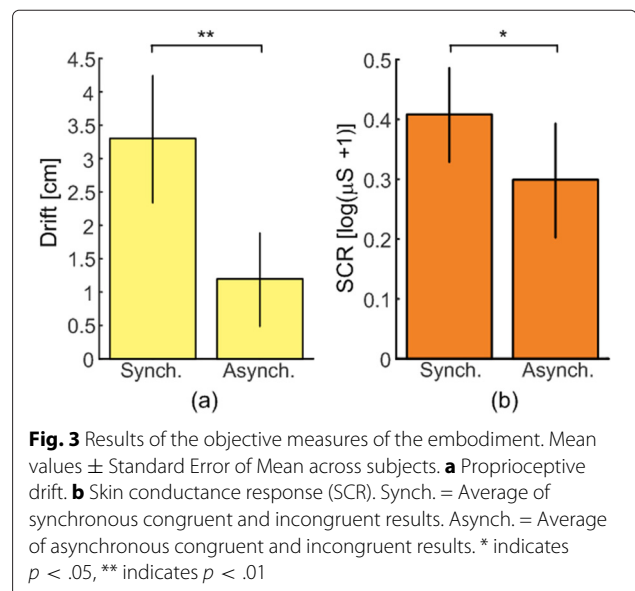 **
4.5
4
3.5
3
2.5
2
1.5
1
0.5
0
Drift [cm]
Synch. Asynch.
(a)
*
0.5
0.4
0.3
0.2
0.1
0
SCR [log(μS +1)]
Synch. Asynch.
(b)
Fig. 3 Results of the objective measures of the embodiment. Mean
values ± Standard Error of Mean across subjects. a Proprioceptive
drift. b Skin conductance response (SCR). Synch. = Average of
synchronous congruent and incongruent results. Asynch. = Average
of asynchronous congruent and incongruent results. * indicates
p < .05, ** indicates p < .01